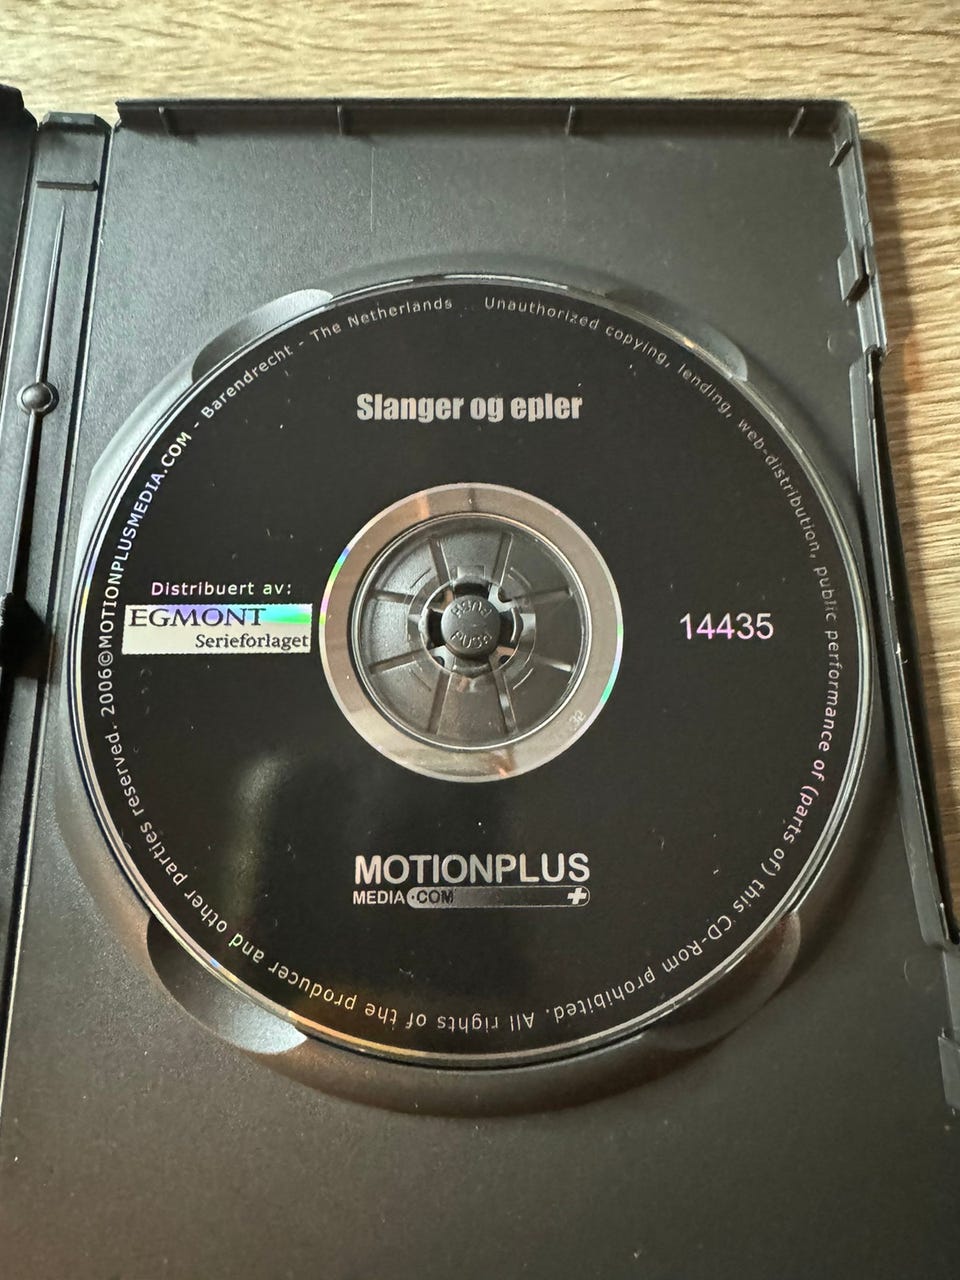 Slanger og epler
Distribuert av:
EGMONT
Serieforlaget
14435
MOTIONPLUS
MEDIA.COM
Unauthorized copying, lending, web-distribution, public performance of (parts of) this CD-Rom prohibited. All rights of the producer and other parties reserved. 2006©MOTIONPLUSMEDIA.COM - Barendrecht - The Netherlands
PUSH